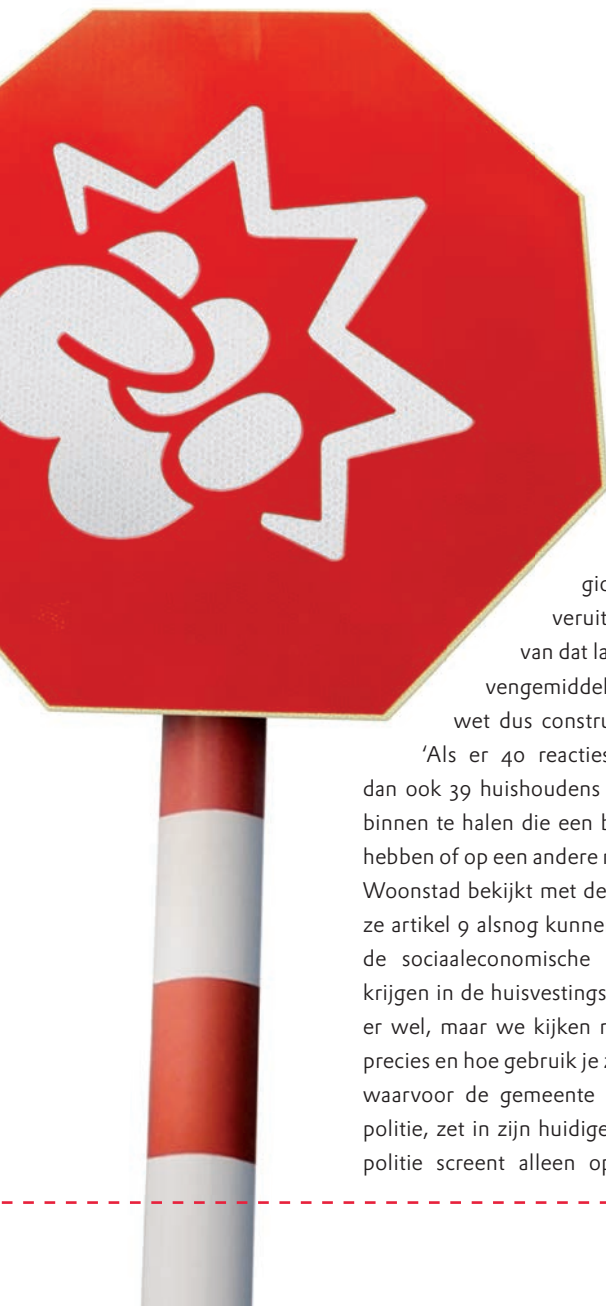 veruit
van dat la
vengemiddel
wet dus constru
'Als er 40 reacties
dan ook 39 huishoudens
binnen te halen die een b
hebben of op een andere
Woonstad bekijkt met de
ze artikel 9 alsnog kunne
de sociaaleconomische
krijgen in de huisvestings
er wel, maar we kijken
precies en hoe gebruik je z
waarvoor de gemeente
politie, zet in zijn huidige
politie screent alleen op